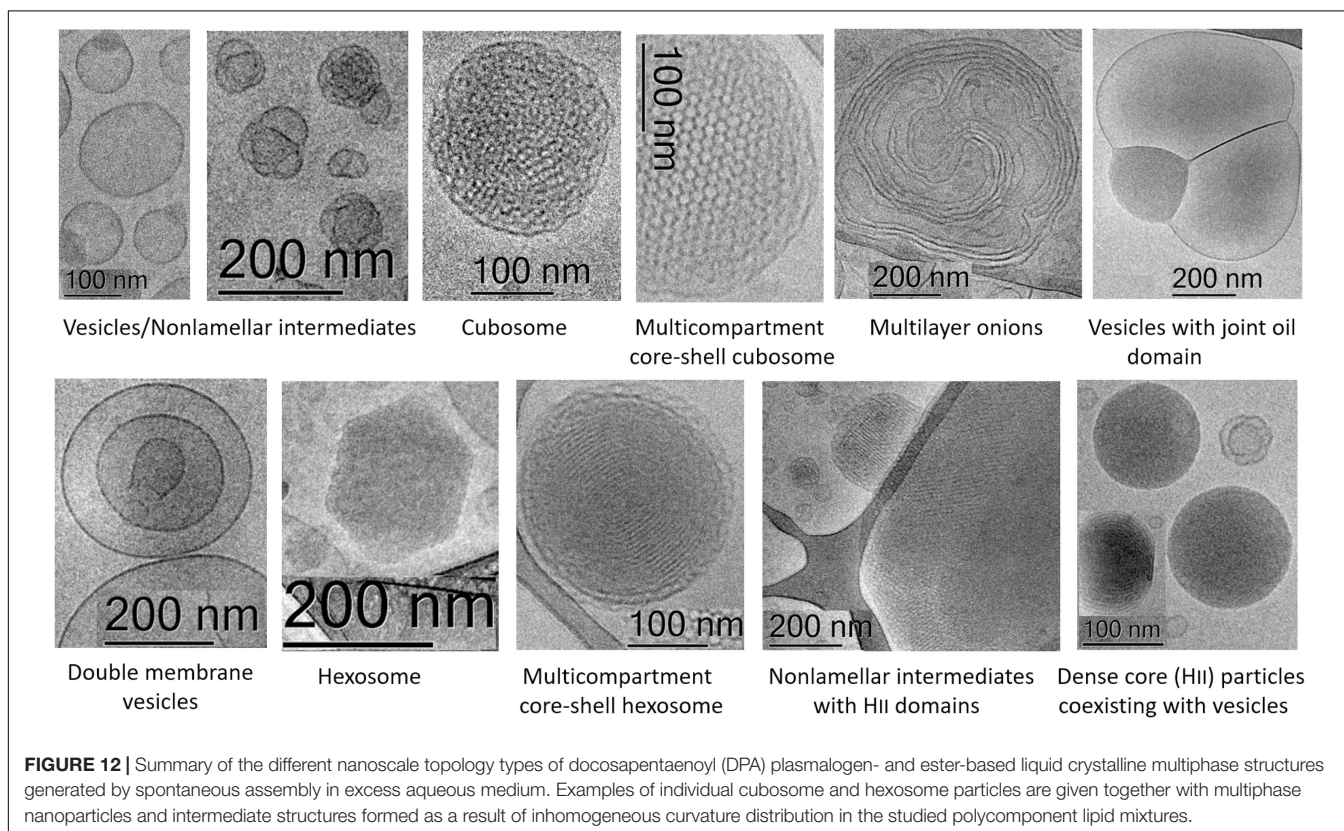 100 nm
200 nm
100 nm
100 nm
200 nm
200 nm
Vesicles/Nonlamellar intermediates
Cubosome
Multicompartment
core-shell cubosome
Multilayer onions
Vesicles with joint oil
domain
200 nm
200 nm
100 nm
200 nm
100 nm
Double membrane
vesicles
Hexosome
Multicompartment
core-shell hexosome
Nonlamellar intermediates
with HII domains
Dense core (HII) particles
coexisting with vesicles
FIGURE 12 | Summary of the different nanoscale topology types of docosapentaenoyl (DPA) plasmalogen- and ester-based liquid crystalline multiphase structures
generated by spontaneous assembly in excess aqueous medium. Examples of individual cubosome and hexosome particles are given together with multiphase
nanoparticles and intermediate structures formed as a result of inhomogeneous curvature distribution in the studied polycomponent lipid mixtures.